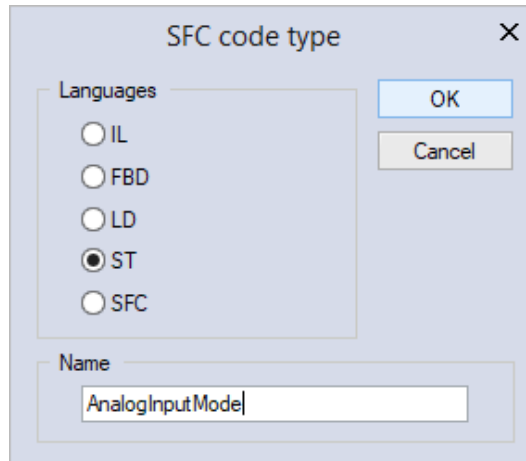 SFC code type
Languages
OK
IL
Cancel
FBD
LD
ST
SFC
Name
AnalogInputMode